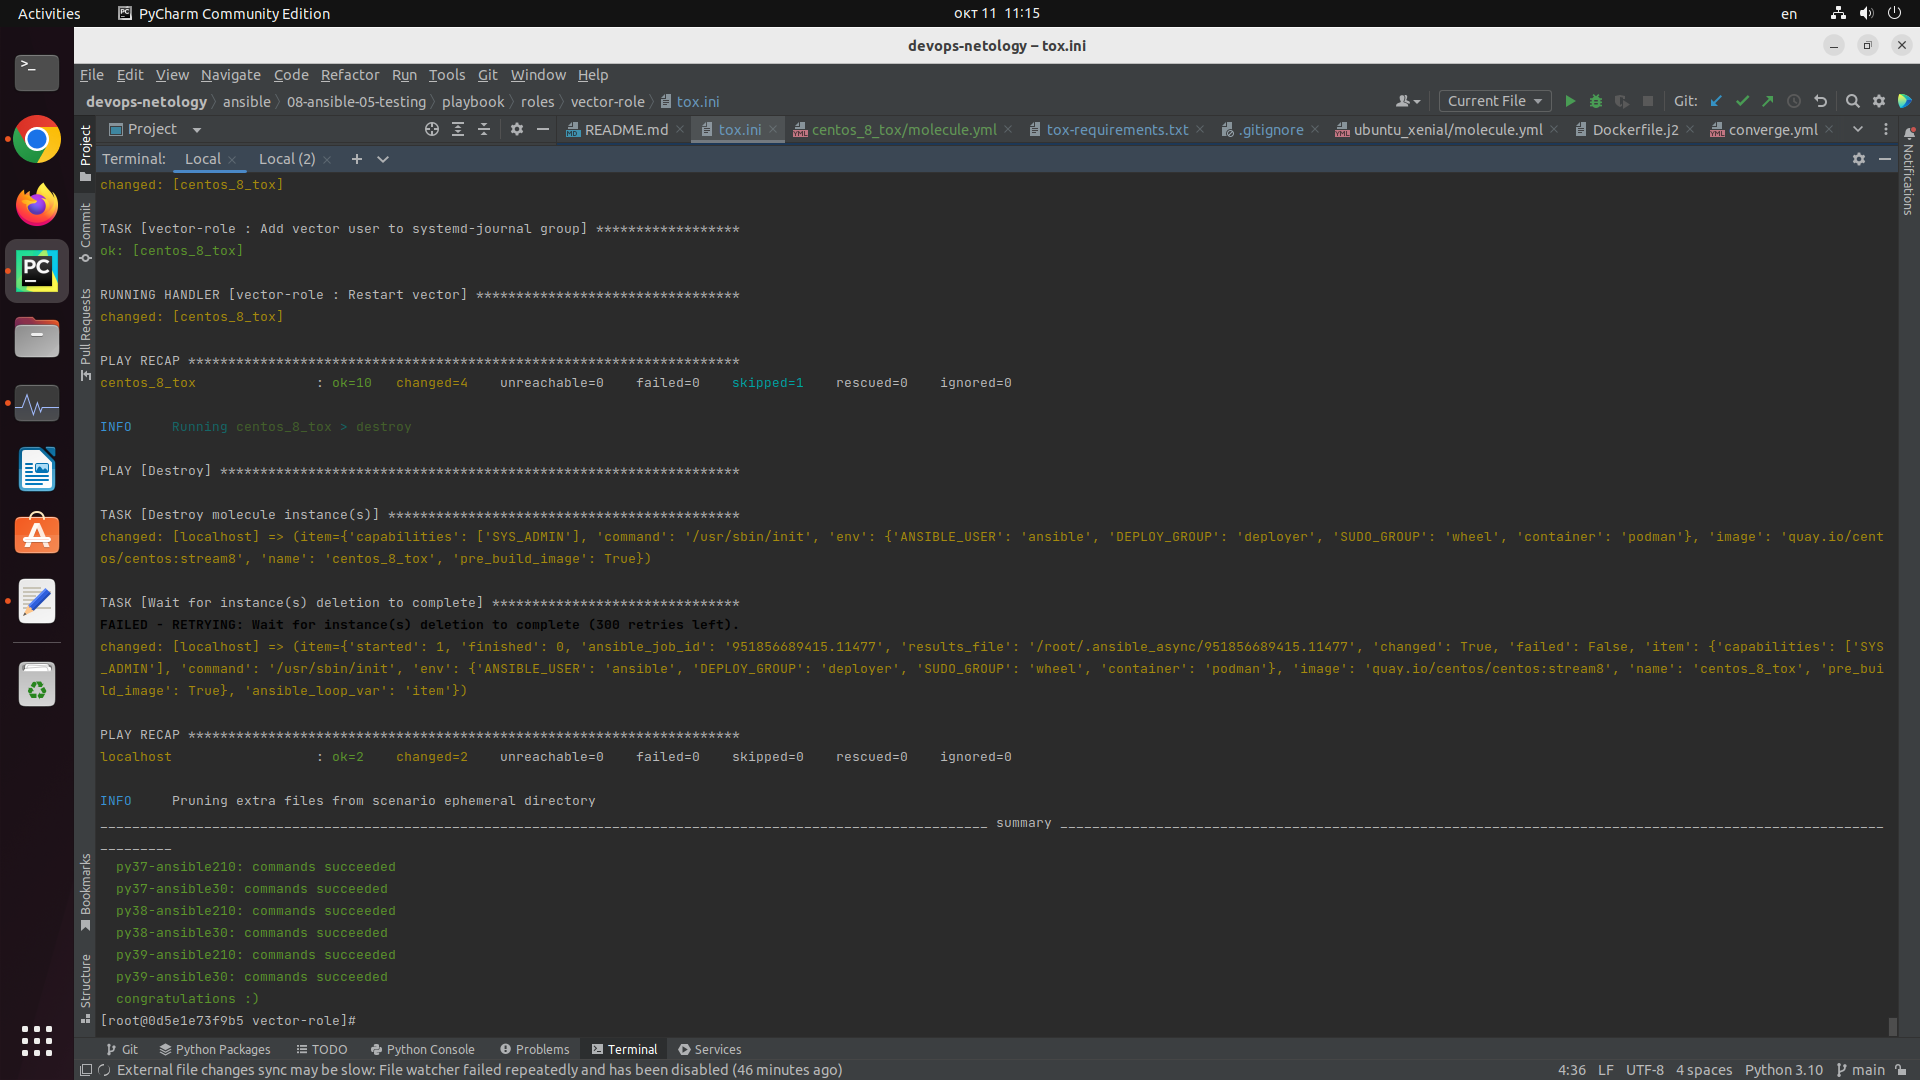 Activities
PyCharm Community Edition
окт 11 11:15
en
devops-netology – tox.ini
File Edit View Navigate Code Refactor Run Tools Git Window Help
devops-netology ansible 08-ansible-05-testing playbook roles vector-role tox.ini
Current File
Git:
Project
README.md
tox.ini
centos_8_tox/molecule.yml
tox-requirements.txt
.gitignore
ubuntu_xenial/molecule.yml
Dockerfile.j2
converge.yml
Terminal: Local Local (2)
Project
Commit
Pull Requests
Bookmarks
Structure
Notifications
changed: [centos_8_tox]
TASK [vector-role : Add vector user to systemd-journal group] ******************
ok: [centos_8_tox]
RUNNING HANDLER [vector-role : Restart vector] *********************************
changed: [centos_8_tox]
PLAY RECAP *********************************************************************
centos_8_tox : ok=10 changed=4 unreachable=0 failed=0 skipped=1 rescued=0 ignored=0
INFO Running centos_8_tox > destroy
PLAY [Destroy] *****************************************************************
TASK [Destroy molecule instance(s)] ********************************************
changed: [localhost] => (item={'capabilities': ['SYS_ADMIN'], 'command': '/usr/sbin/init', 'env': {'ANSIBLE_USER': 'ansible', 'DEPLOY_GROUP': 'deployer', 'SUDO_GROUP': 'wheel', 'container': 'podman'}, 'image': 'quay.io/cent
os/centos:stream8', 'name': 'centos_8_tox', 'pre_build_image': True})
TASK [Wait for instance(s) deletion to complete] *******************************
FAILED - RETRYING: Wait for instance(s) deletion to complete (300 retries left).
changed: [localhost] => (item={'started': 1, 'finished': 0, 'ansible_job_id': '951856689415.11477', 'results_file': '/root/.ansible_async/951856689415.11477', 'changed': True, 'failed': False, 'item': {'capabilities': ['SYS
_ADMIN'], 'command': '/usr/sbin/init', 'env': {'ANSIBLE_USER': 'ansible', 'DEPLOY_GROUP': 'deployer', 'SUDO_GROUP': 'wheel', 'container': 'podman'}, 'image': 'quay.io/centos/centos:stream8', 'name': 'centos_8_tox', 'pre_bui
ld_image': True}, 'ansible_loop_var': 'item'})
PLAY RECAP *********************************************************************
localhost : ok=2 changed=2 unreachable=0 failed=0 skipped=0 rescued=0 ignored=0
INFO Pruning extra files from scenario ephemeral directory
summary
py37-ansible210: commands succeeded
py37-ansible30: commands succeeded
py38-ansible210: commands succeeded
py38-ansible30: commands succeeded
py39-ansible210: commands succeeded
py39-ansible30: commands succeeded
congratulations :)
[root@0d5e1e73f9b5 vector-role]#
Git Python Packages TODO Python Console Problems Terminal Services
External file changes sync may be slow: File watcher failed repeatedly and has been disabled (46 minutes ago)
4:36 LF UTF-8 4 spaces Python 3.10 main